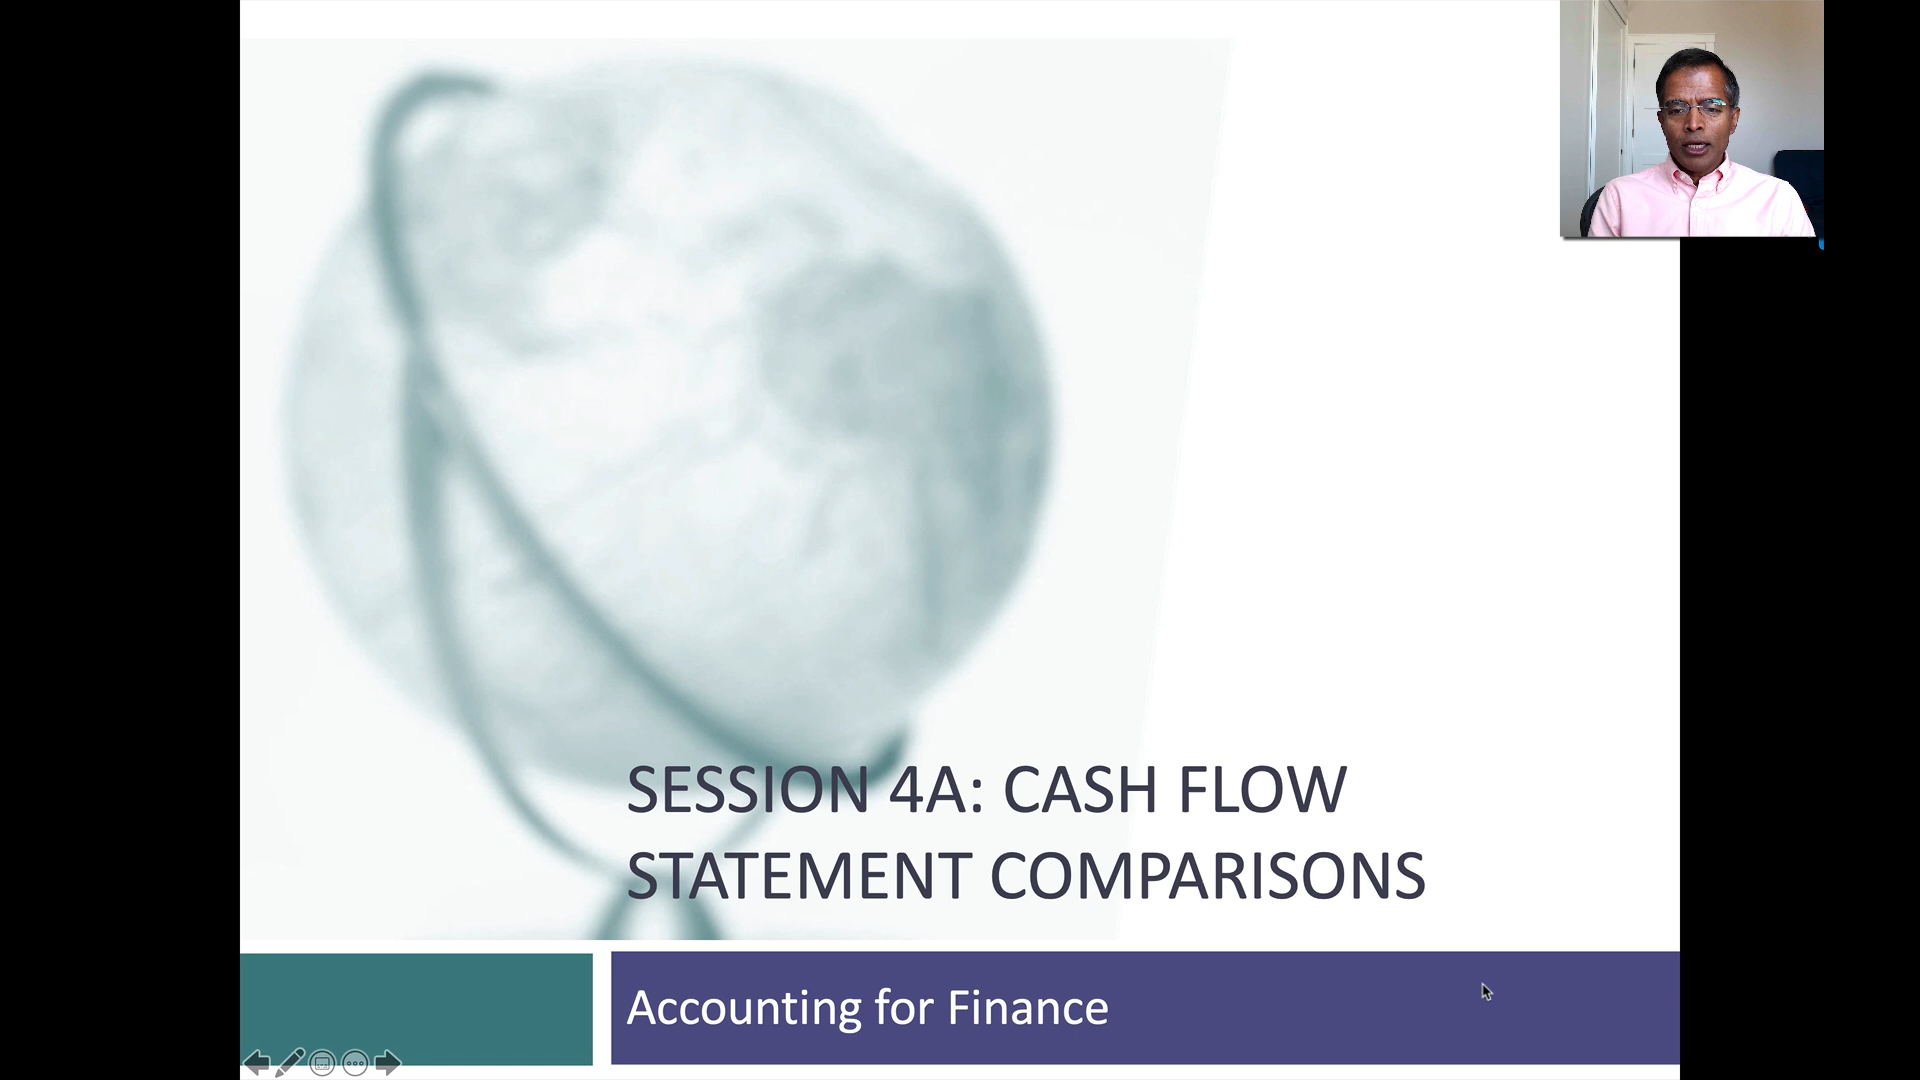 SESSION 4A: CASH FLOW
STATEMENT COMPARISONS
Accounting for Finance